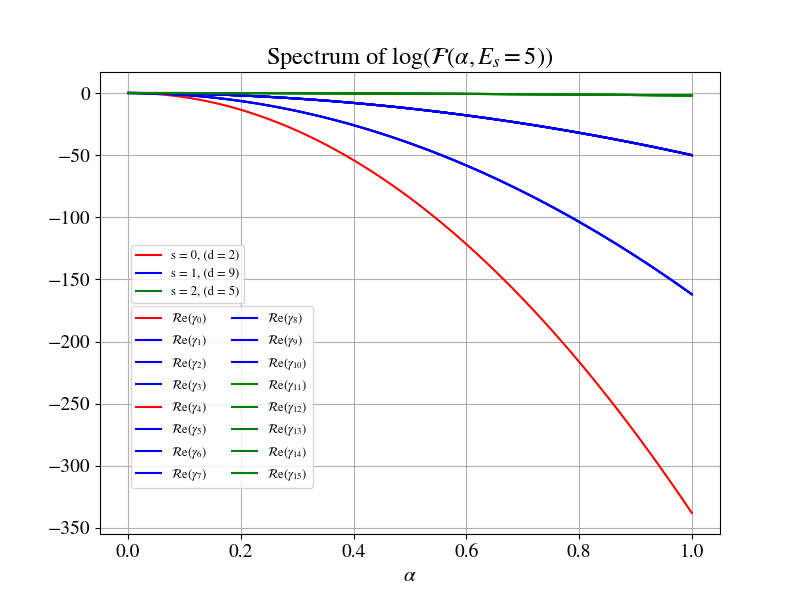 Spectrum of log(ℱ(α, E_s = 5))
0
−50
−100
−150
−200
−250
−300
−350
s = 0, (d = 2)
s = 1, (d = 9)
s = 2, (d = 5)
ℛe(γ₀) ℛe(γ₈)
ℛe(γ₁) ℛe(γ₉)
ℛe(γ₂) ℛe(γ₁₀)
ℛe(γ₃) ℛe(γ₁₁)
ℛe(γ₄) ℛe(γ₁₂)
ℛe(γ₅) ℛe(γ₁₃)
ℛe(γ₆) ℛe(γ₁₄)
ℛe(γ₇) ℛe(γ₁₅)
0.0 0.2 0.4 0.6 0.8 1.0
α